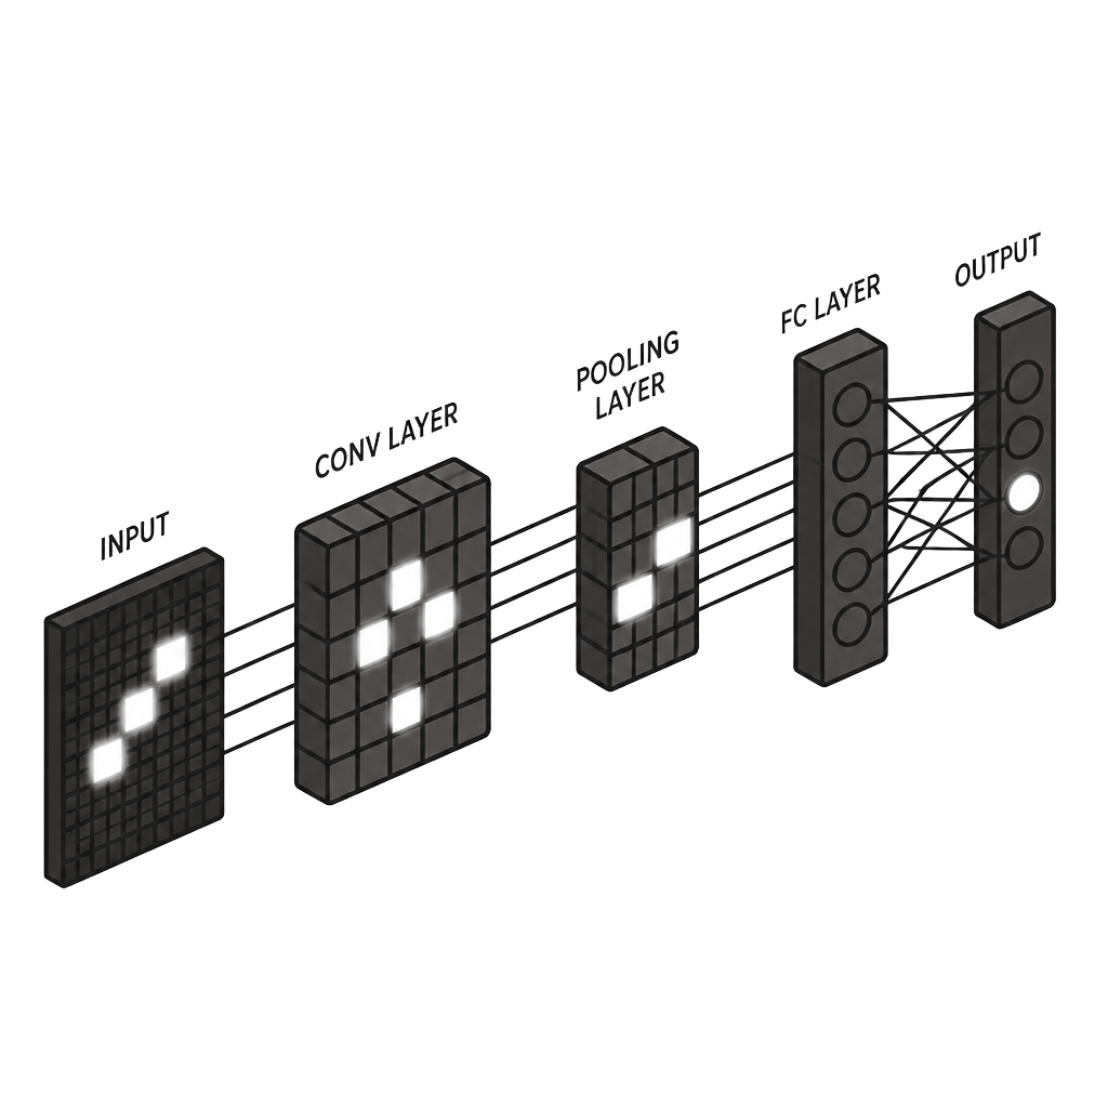 INPUT
CONV LAYER
POOLING
LAYER
FC LAYER
OUTPUT